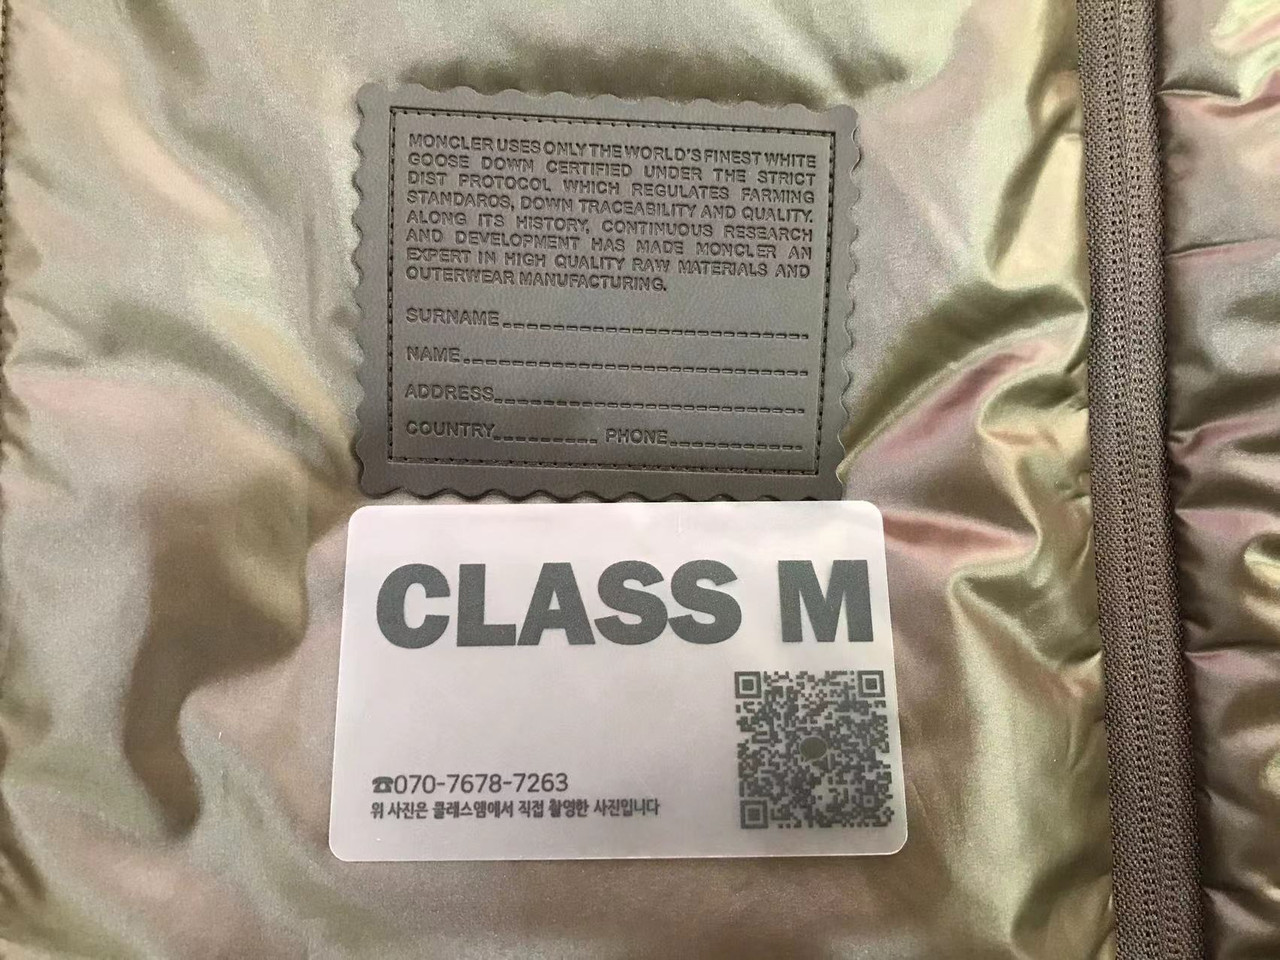 MONCLER USES ONLY THE WORLD'S FINEST WHITE
GOOSE DOWN CERTIFIED UNDER THE STRICT
DIST PROTOCOL WHICH REGULATES FARMING
STANDARDS, DOWN TRACEABILITY AND QUALITY.
ALONG ITS HISTORY, CONTINUOUS RESEARCH
AND DEVELOPMENT HAS MADE MONCLER AN
EXPERT IN HIGH QUALITY RAW MATERIALS AND
OUTERWEAR MANUFACTURING.
SURNAME
NAME
ADDRESS
COUNTRY PHONE
CLASS M
☎070-7678-7263
위 사진은 클레스엠에서 직접 촬영한 사진입니다